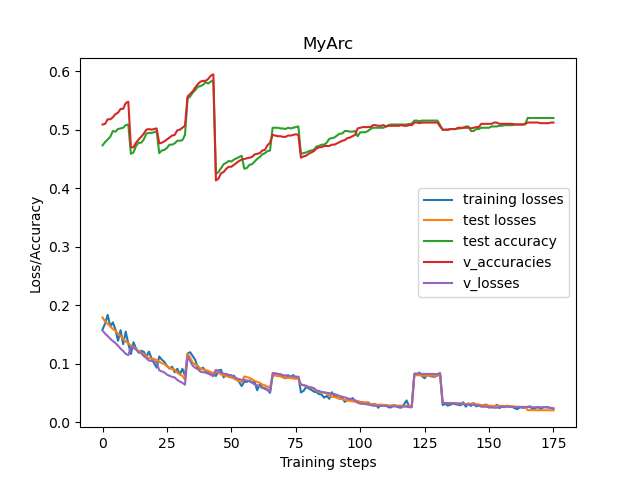 MyArc
Loss/Accuracy
0.6
0.5
0.4
0.3
0.2
0.1
0.0
training losses
test losses
test accuracy
v_accuracies
v_losses
0 25 50 75 100 125 150 175
Training steps